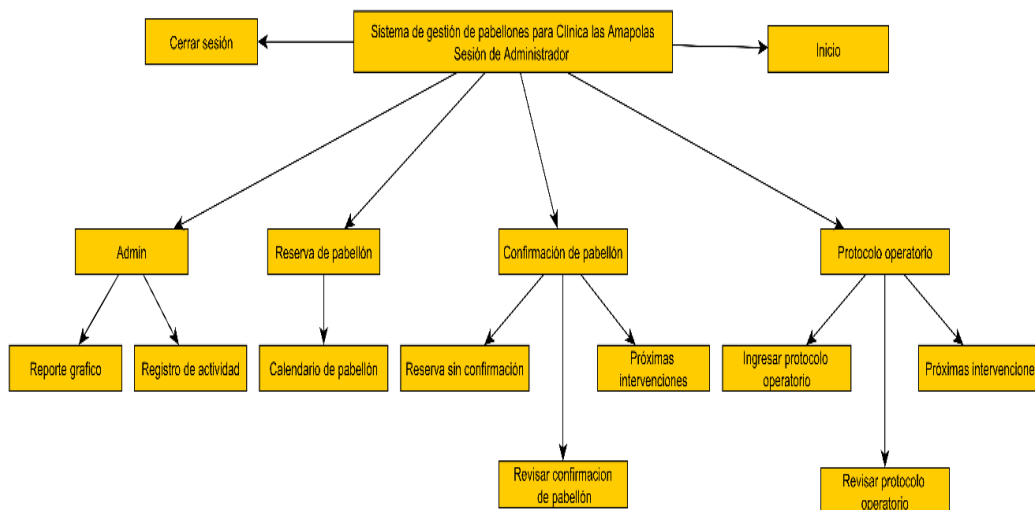 Sistema de gestión de pabellones para Clínica las Amapolas
Sesión de Administrador
Cerrar sesión
Inicio
Admin
Reserva de pabellón
Confirmación de pabellón
Protocolo operatorio
Reporte grafico
Registro de actividad
Calendario de pabellón
Reserva sin confirmación
Próximas
intervenciones
Ingresar protocolo
operatorio
Próximas intervencione
Revisar confirmacion
de pabellón
Revisar protocolo
operatorio